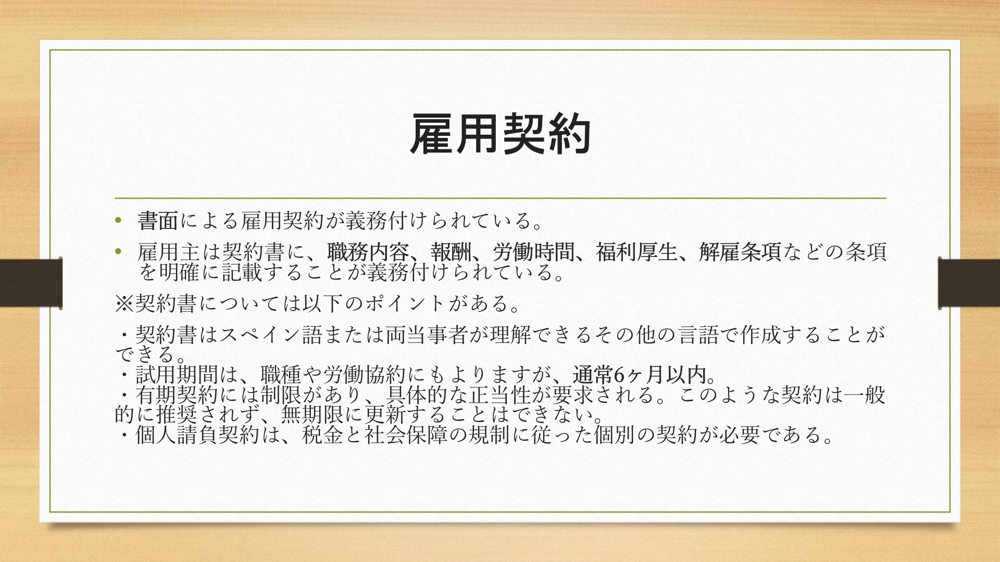 雇用契約
• 書面による雇用契約が義務付けられている。
• 雇用主は契約書に、職務内容、報酬、労働時間、福利厚生、解雇条項などの条項
を明確に記載することが義務付けられている。
※契約書については以下のポイントがある。
・契約書はスペイン語または両当事者が理解できるその他の言語で作成することが
できる。
・試用期間は、職種や労働協約にもよりますが、通常6ヶ月以内。
・有期契約には制限があり、具体的な正当性が要求される。このような契約は一般
的に推奨されず、無期限に更新することはできない。
・個人請負契約は、税金と社会保障の規制に従った個別の契約が必要である。